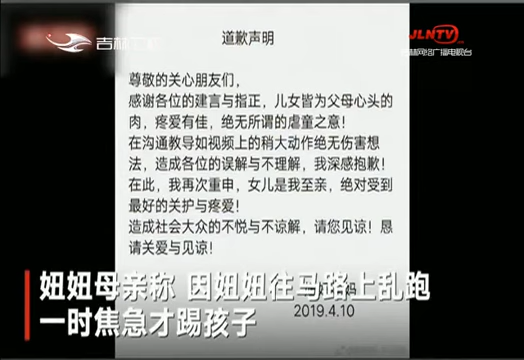 吉林卫视
JLNTV
吉林网络广播电视台
道歉声明
尊敬的关心朋友们，
感谢各位的建言与指正，儿女皆为父母心头的
肉，疼爱有佳，绝无所谓的虐童之意！
在沟通教导如视频上的稍大动作绝无伤害想
法，造成各位的误解与不理解，我深感抱歉！
在此，我再次重申，女儿是我至亲，绝对受到
最好的关护与疼爱！
造成社会大众的不悦与不谅解，请您见谅！恳
请关爱与见谅！
妈
2019.4.10
妞妞母亲称 因妞妞往马路上乱跑
一时焦急才踢孩子